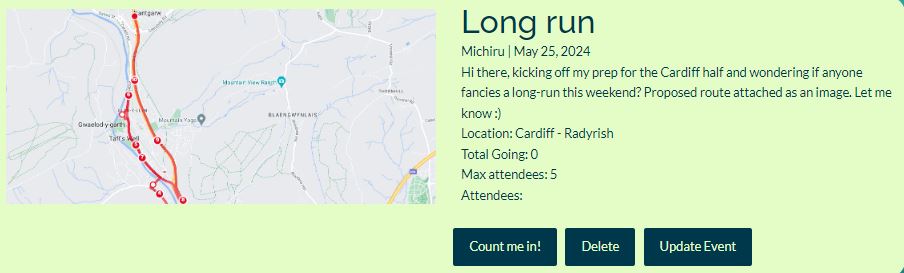 Long run
Michiru | May 25, 2024
Hi there, kicking off my prep for the Cardiff half and wondering if anyone
fancies a long-run this weekend? Proposed route attached as an image. Let me
know :)
Location: Cardiff - Radyrish
Total Going: 0
Max attendees: 5
Attendees:
Count me in!
Delete
Update Event
Mountain View Ranch
Gwaelod-y-garth
Mountain Yoga
BLAENGWYNLAIS
Taff's Well